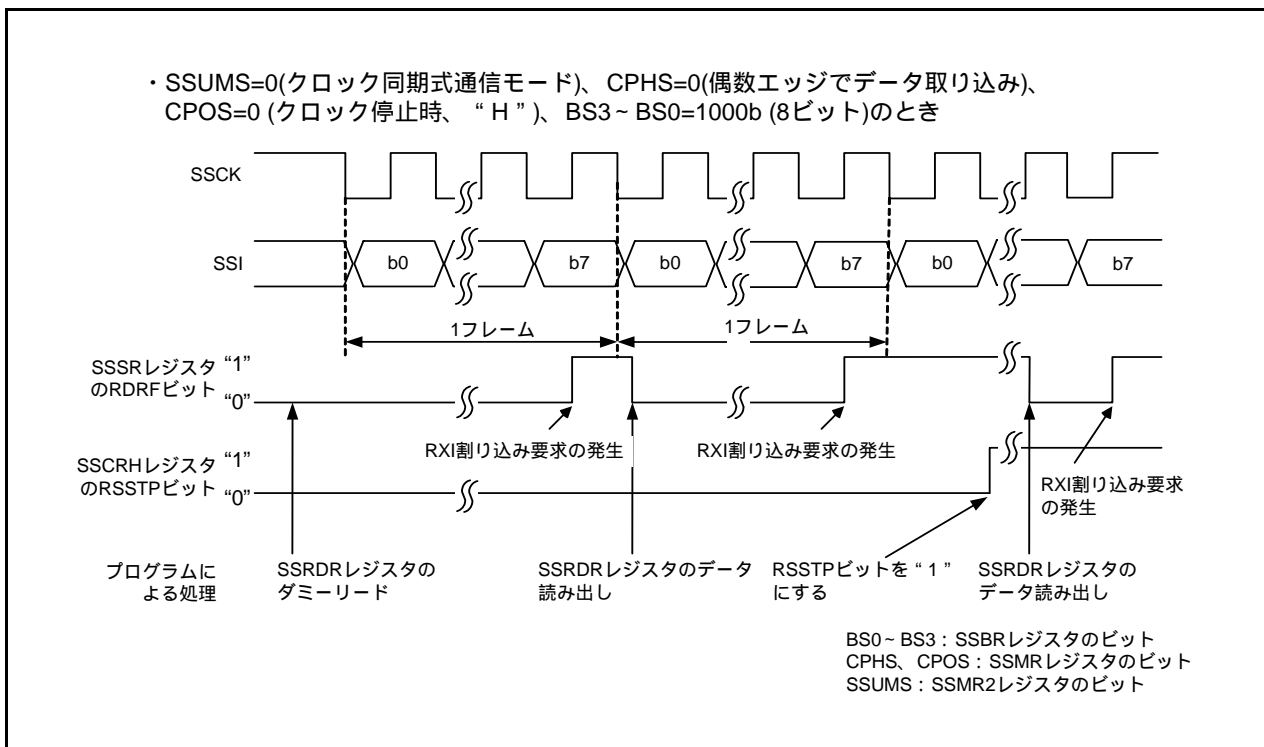 ・SSUMS=0(クロック同期式通信モード)、CPHS=0(偶数エッジでデータ取り込み)、
CPOS=0 (クロック停止時、“H”)、BS3~BS0=1000b (8ビット)のとき
SSCK
SSI
b0
b7
b0
b7
b0
b7
1フレーム
1フレーム
SSSRレジスタ
のRDRFビット
“1”
“0”
RXI割り込み要求の発生
RXI割り込み要求の発生
SSCRHレジスタ
のRSSTPビット
“1”
“0”
RXI割り込み要求
の発生
プログラムに
よる処理
SSRDRレジスタの
ダミーリード
SSRDRレジスタのデータ
読み出し
RSSTPビットを“1”
にする
SSRDRレジスタの
データ読み出し
BS0~BS3:SSBRレジスタのビット
CPHS、CPOS:SSMRレジスタのビット
SSUMS:SSMR2レジスタのビット